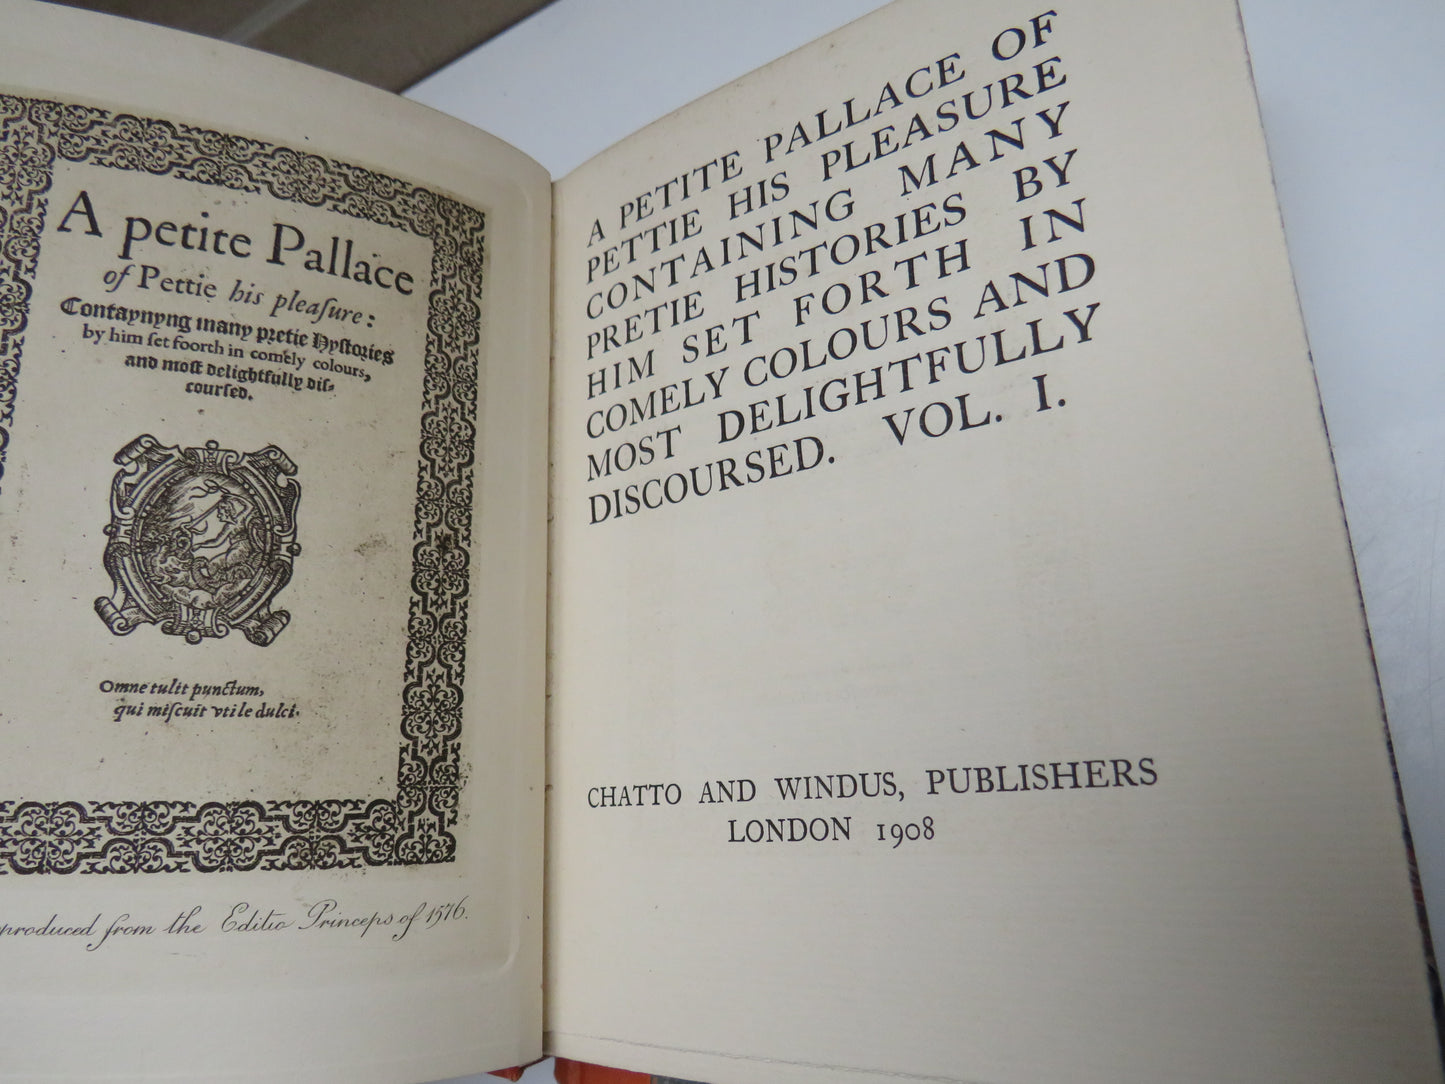 A petite Pallace
of Pettie his pleaſure:
Contaynyng many pretie Hyſtories
by him ſet foorth in comely colours,
and moſt delightfully diſ-
courſed.
Omne tulit punctum,
qui miſcuit vtile dulci.
produced from the Editio Princeps of 1576.
A PETITE PALLACE OF
PETTIE HIS PLEASURE
CONTAINING MANY
PRETIE HISTORIES BY
HIM SET FORTH IN
COMELY COLOURS AND
MOST DELIGHTFULLY
DISCOURSED. VOL. I.
CHATTO AND WINDUS, PUBLISHERS
LONDON 1908